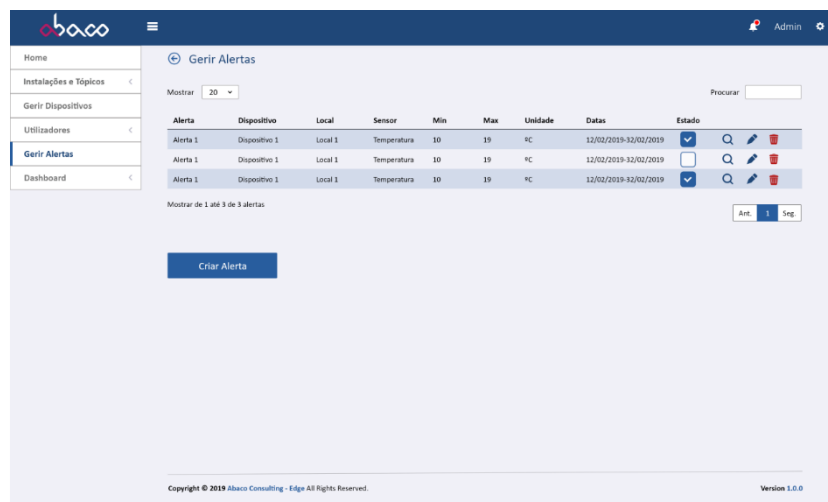 abaco
Admin
Home
Gerir Alertas
Instalações e Tópicos
Mostrar 20 Procurar
Gerir Dispositivos
Alerta Dispositivo Local Sensor Min Max Unidade Datas Estado
Utilizadores
Alerta 1 Dispositivo 1 Local 1 Temperatura 10 19 ºC 12/02/2019-32/02/2019
Gerir Alertas
Alerta 1 Dispositivo 1 Local 1 Temperatura 10 19 ºC 12/02/2019-32/02/2019
Dashboard
Alerta 1 Dispositivo 1 Local 1 Temperatura 10 19 ºC 12/02/2019-32/02/2019
Mostrar de 1 até 3 de 3 alertas
Ant. 1 Seg.
Criar Alerta
Copyright © 2019 Abaco Consulting - Edge All Rights Reserved. Version 1.0.0